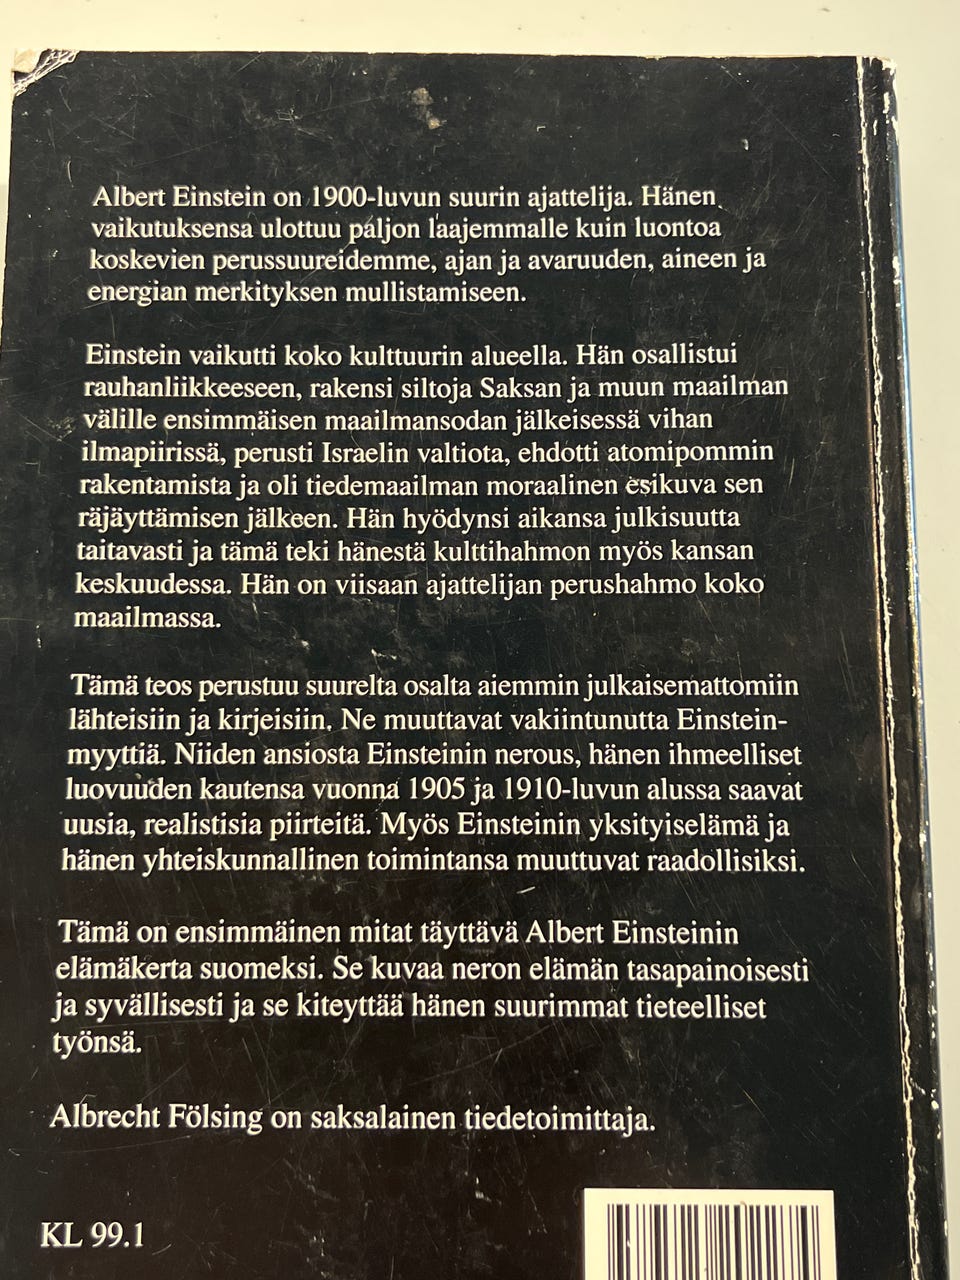 Albert Einstein on 1900-luvun suurin ajattelija. Hänen
vaikutuksensa ulottuu paljon laajemmalle kuin luontoa
koskevien perussuureidemme, ajan ja avaruuden, aineen ja
energian merkityksen mullistamiseen.
Einstein vaikutti koko kulttuurin alueella. Hän osallistui
rauhanliikkeeseen, rakensi siltoja Saksan ja muun maailman
välille ensimmäisen maailmansodan jälkeisessä vihan
ilmapiirissä, perusti Israelin valtiota, ehdotti atomipommin
rakentamista ja oli tiedemaailman moraalinen esikuva sen
räjäyttämisen jälkeen. Hän hyödynsi aikansa julkisuutta
taitavasti ja tämä teki hänestä kulttihahmon myös kansan
keskuudessa. Hän on viisaan ajattelijan perushahmo koko
maailmassa.
Tämä teos perustuu suurelta osalta aiemmin julkaisemattomiin
lähteisiin ja kirjeisiin. Ne muuttavat vakiintunutta Einstein-
myyttiä. Niiden ansiosta Einsteinin nerous, hänen ihmeelliset
luovuuden kautensa vuonna 1905 ja 1910-luvun alussa saavat
uusia, realistisia piirteitä. Myös Einsteinin yksityiselämä ja
hänen yhteiskunnallinen toimintansa muuttuvat raadollisiksi.
Tämä on ensimmäinen mitat täyttävä Albert Einsteinin
elämäkerta suomeksi. Se kuvaa neron elämän tasapainoisesti
ja syvällisesti ja se kiteyttää hänen suurimmat tieteelliset
työnsä.
Albrecht Fölsing on saksalainen tiedetoimittaja.
KL 99.1